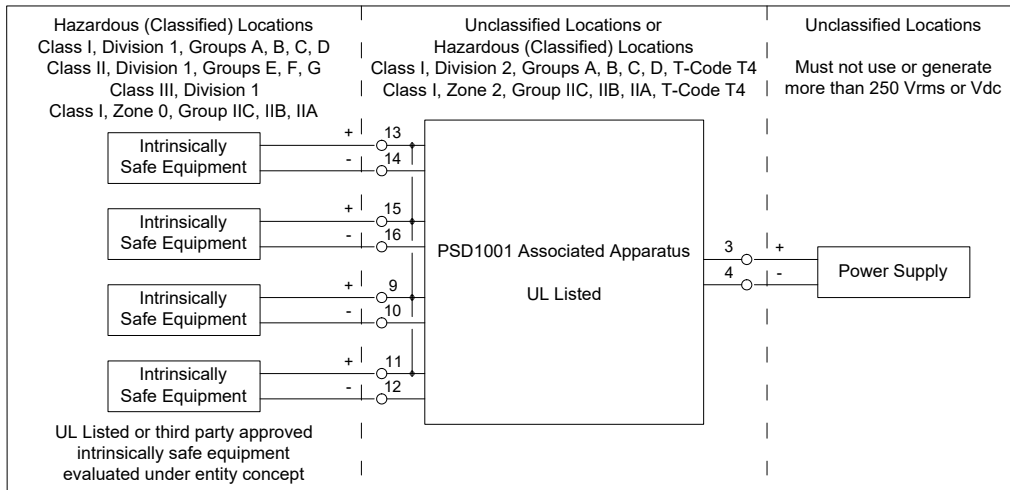 Hazardous (Classified) Locations
Class I, Division 1, Groups A, B, C, D
Class II, Division 1, Groups E, F, G
Class III, Division 1
Class I, Zone 0, Group IIC, IIB, IIA
Unclassified Locations or
Hazardous (Classified) Locations
Class I, Division 2, Groups A, B, C, D, T-Code T4
Class I, Zone 2, Group IIC, IIB, IIA, T-Code T4
Unclassified Locations
Must not use or generate
more than 250 Vrms or Vdc
Intrinsically
Safe Equipment
+ 13
- 14
Intrinsically
Safe Equipment
+ 15
- 16
Intrinsically
Safe Equipment
+ 9
- 10
Intrinsically
Safe Equipment
+ 11
- 12
UL Listed or third party approved
intrinsically safe equipment
evaluated under entity concept
PSD1001 Associated Apparatus
UL Listed
3 +
4 -
Power Supply